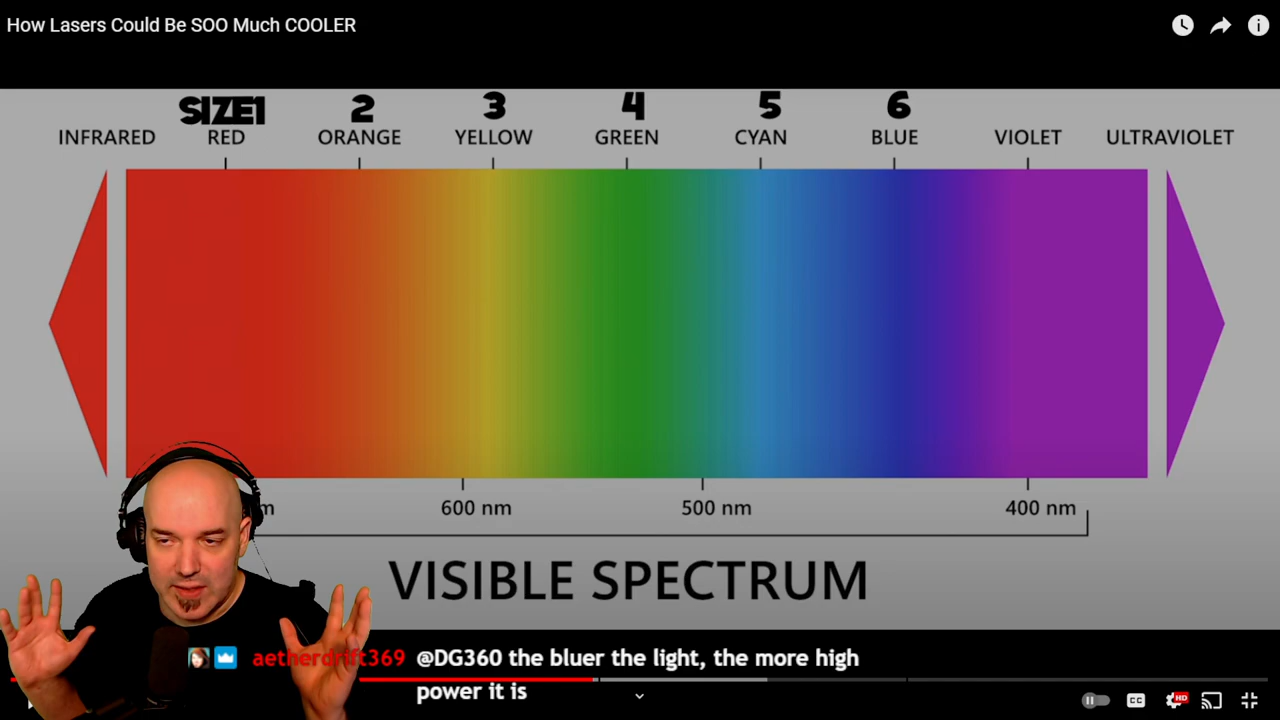 How Lasers Could Be SOO Much COOLER
SIZE1 2 3 4 5 6
INFRARED RED ORANGE YELLOW GREEN CYAN BLUE VIOLET ULTRAVIOLET
600 nm 500 nm 400 nm
VISIBLE SPECTRUM
aetherdrift369 @DG360 the bluer the light, the more high
power it is
CC HD